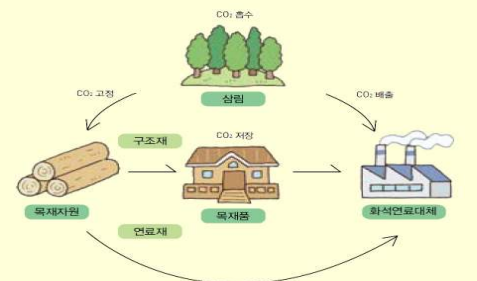 CO₂ 흡수
삼림
CO₂ 고정
CO₂ 배출
구조재
CO₂ 저장
목재자원
목재품
화석연료대체
연료재